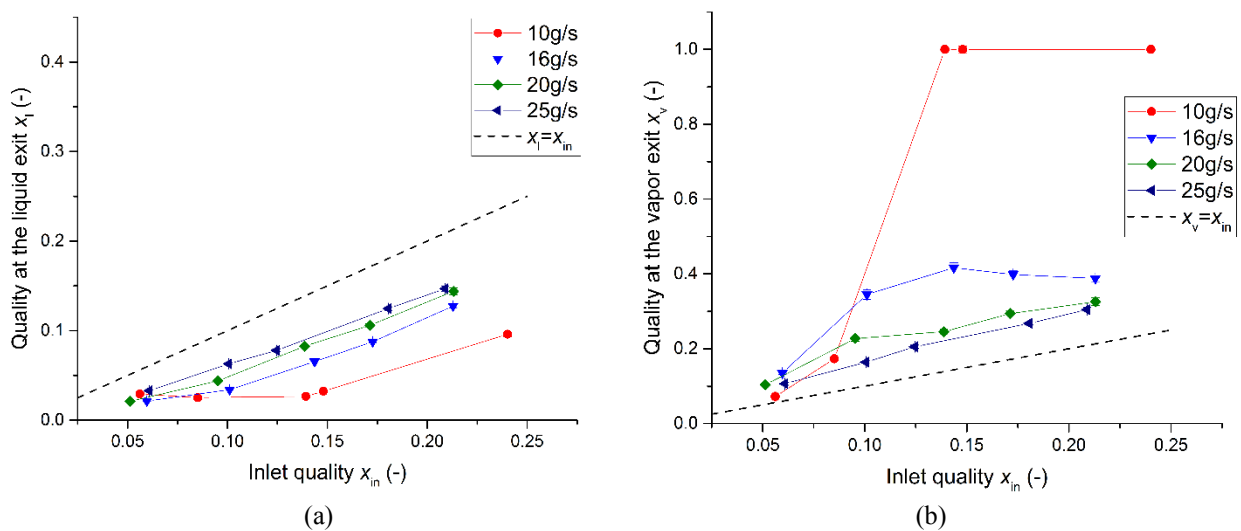 10g/s
16g/s
20g/s
25g/s
x_l=x_in
Quality at the liquid exit x_l (-)
0.4
0.3
0.2
0.1
0.0
0.05 0.10 0.15 0.20 0.25
Inlet quality x_in (-)
(a)
10g/s
16g/s
20g/s
25g/s
x_v=x_in
Quality at the vapor exit x_v (-)
1.0
0.8
0.6
0.4
0.2
0.0
0.05 0.10 0.15 0.20 0.25
Inlet quality x_in (-)
(b)